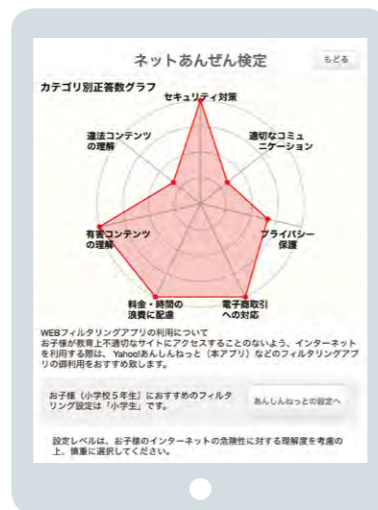 ネットあんぜん検定
もどる
カテゴリ別正答数グラフ
セキュリティ対策
違法コンテンツ
の理解
適切なコミュ
ニケーション
有害コンテンツ
の理解
プライバシー
保護
料金・時間の
浪費に配慮
電子商取引
への対応
WEBフィルタリングアプリの利用について
お子様が教育上不適切なサイトにアクセスすることのないよう、インターネット
を利用する際は、 Yahoo!あんしんねっと（本アプリ）などのフィルタリングアプ
リの御利用をおすすめ致します。
お子様（小学校５年生）におすすめのフィルタ
リング設定は「小学生」です。
あんしんねっとの設定へ
設定レベルは、お子様のインターネットの危険性に対する理解度を考慮の
上、慎重に選択してください。